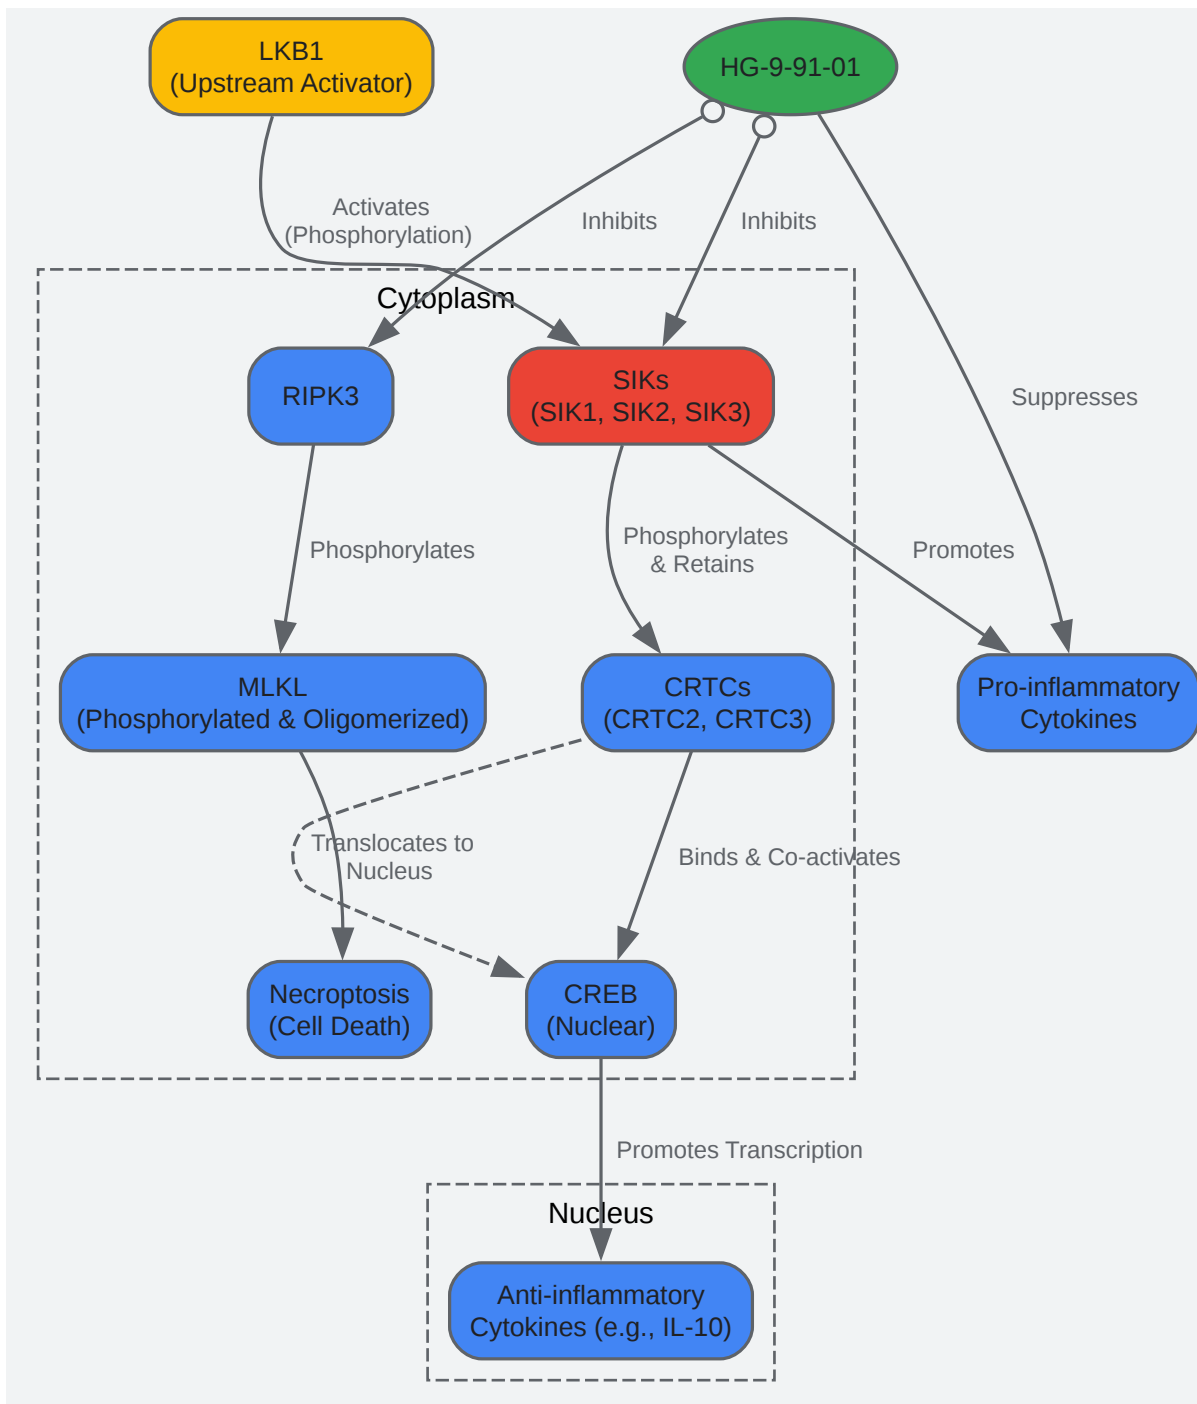 LKB1
(Upstream Activator)
HG-9-91-01
Activates
(Phosphorylation)
Inhibits
Inhibits
Cytoplasm
RIPK3
SIKs
(SIK1, SIK2, SIK3)
Suppresses
Phosphorylates
Phosphorylates
& Retains
Promotes
MLKL
(Phosphorylated & Oligomerized)
CRTCs
(CRTC2, CRTC3)
Pro-inflammatory
Cytokines
Translocates to
Nucleus
Binds & Co-activates
Necroptosis
(Cell Death)
CREB
(Nuclear)
Promotes Transcription
Nucleus
Anti-inflammatory
Cytokines (e.g., IL-10)